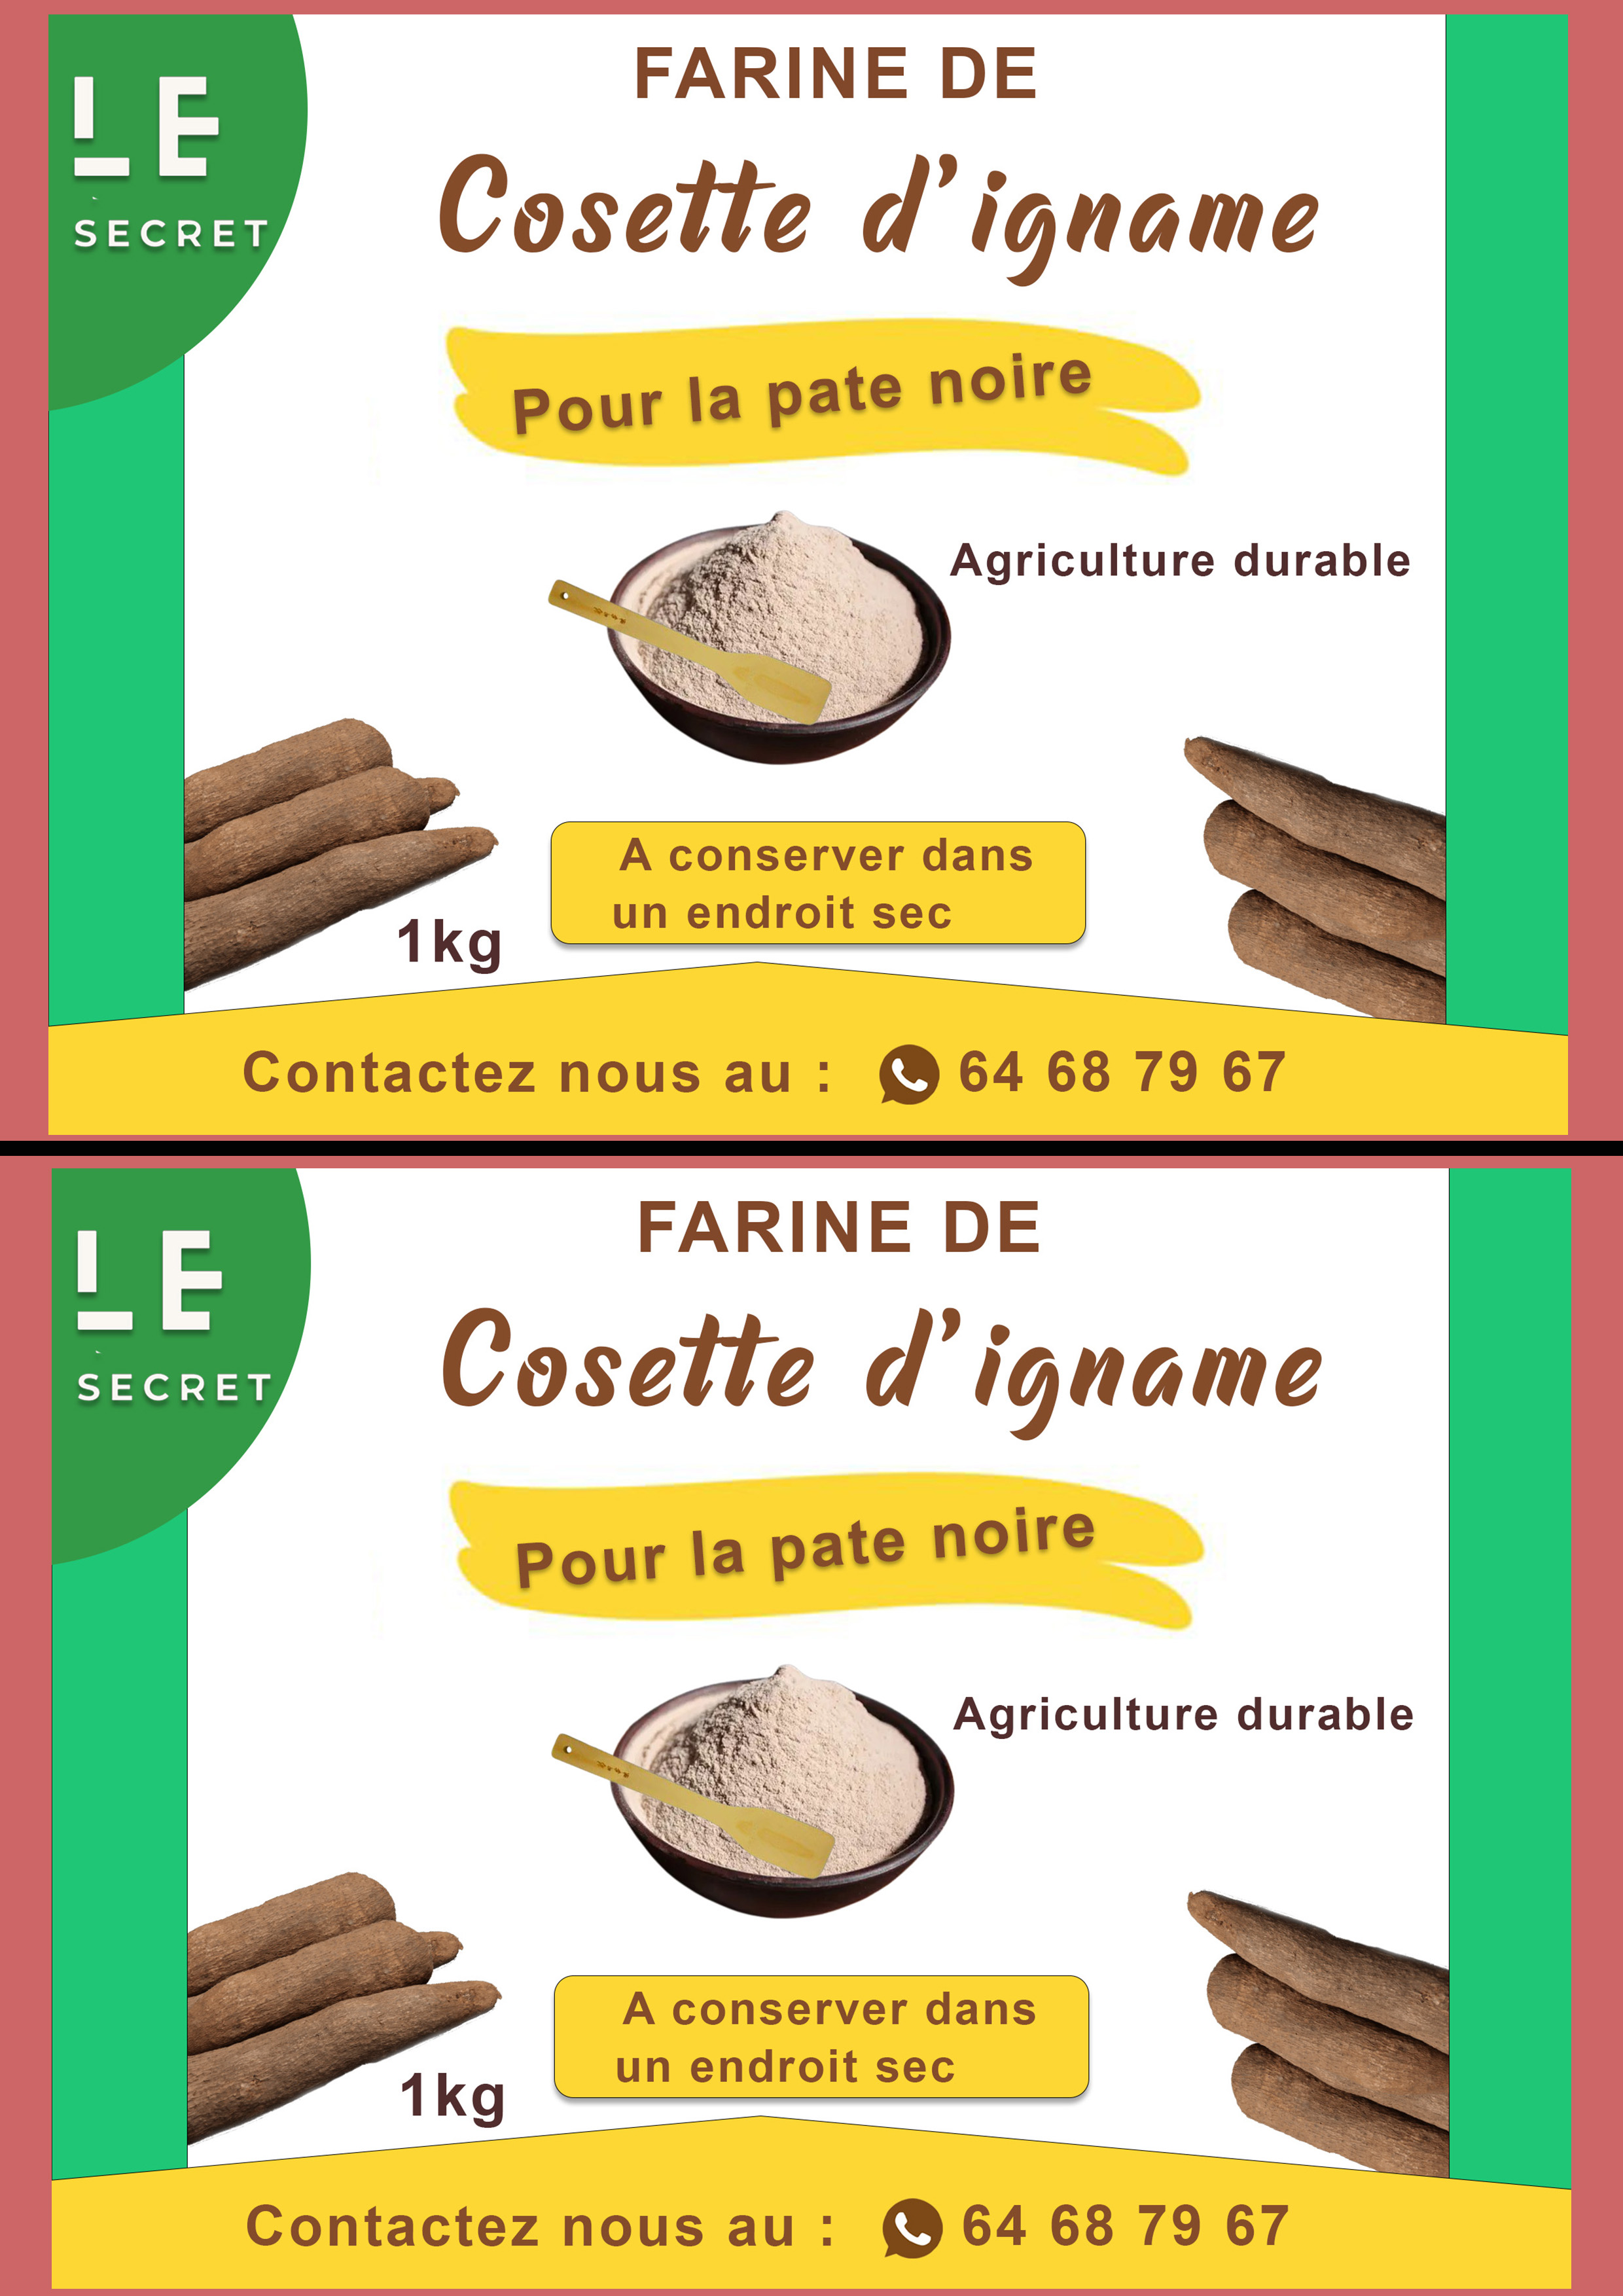 LE
SECRET
FARINE DE
Cosette d'igname
Pour la pate noire
Agriculture durable
A conserver dans
un endroit sec
1kg
Contactez nous au : 64 68 79 67
LE
SECRET
FARINE DE
Cosette d'igname
Pour la pate noire
Agriculture durable
A conserver dans
un endroit sec
1kg
Contactez nous au : 64 68 79 67